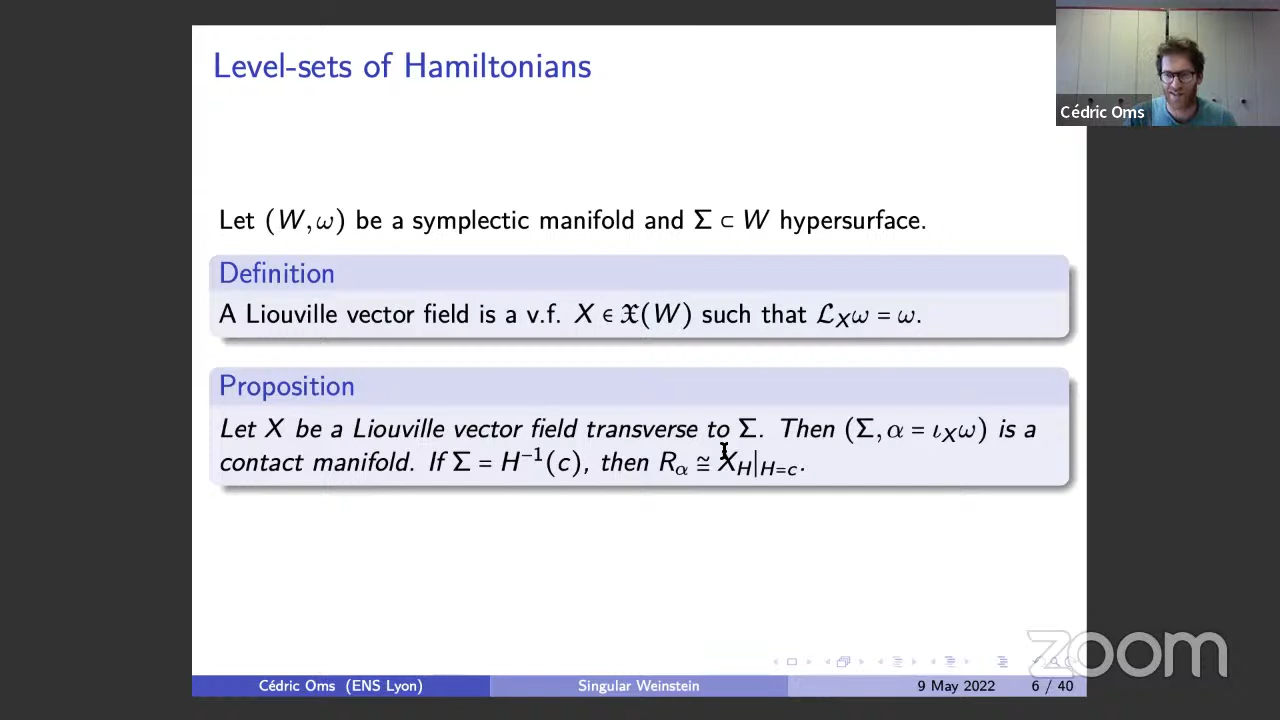 Level-sets of Hamiltonians
Cédric Oms
Let (W, ω) be a symplectic manifold and Σ ⊂ W hypersurface.
Definition
A Liouville vector field is a v.f. X ∈ 𝔛(W) such that ℒ_Xω = ω.
Proposition
Let X be a Liouville vector field transverse to Σ. Then (Σ, α = ι_Xω) is a
contact manifold. If Σ = H⁻¹(c), then R_α ≅ X_H|_{H=c}.
zoom
Cédric Oms (ENS Lyon) Singular Weinstein 9 May 2022 6 / 40